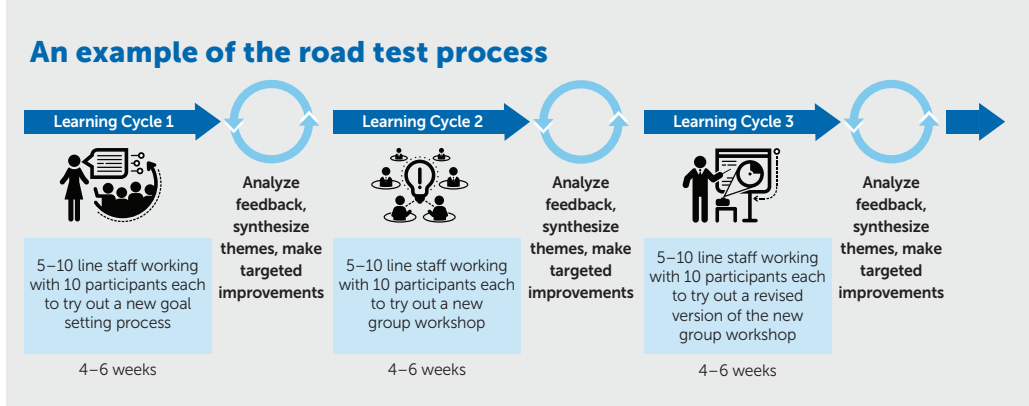 An example of the road test process
Learning Cycle 1
5–10 line staff working
with 10 participants each
to try out a new goal
setting process
4–6 weeks
Analyze
feedback,
synthesize
themes, make
targeted
improvements
Learning Cycle 2
5–10 line staff working
with 10 participants each
to try out a new
group workshop
4–6 weeks
Analyze
feedback,
synthesize
themes, make
targeted
improvements
Learning Cycle 3
5–10 line staff working
with 10 participants each
to try out a revised
version of the new
group workshop
4–6 weeks
Analyze
feedback,
synthesize
themes, make
targeted
improvements